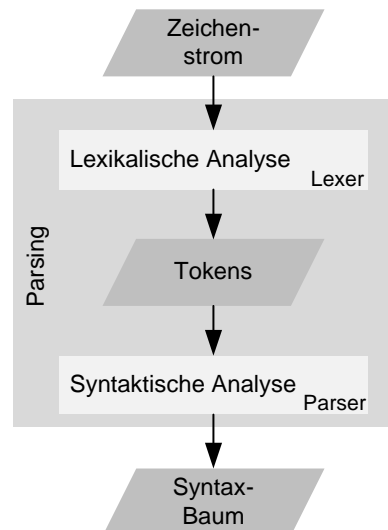 Zeichen-
strom
Lexikalische Analyse
Lexer
Parsing
Tokens
Syntaktische Analyse
Parser
Syntax-
Baum